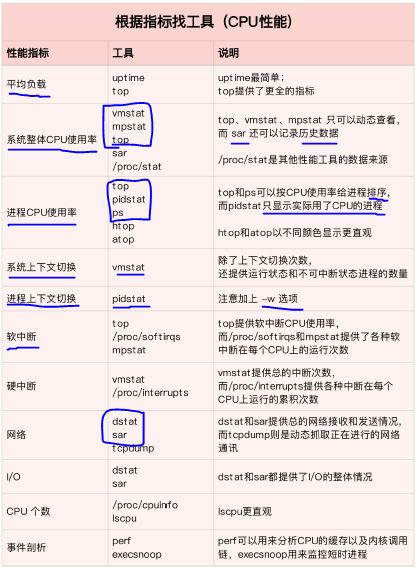 根据指标找工具（CPU性能）
性能指标 工具 说明
平均负载 uptime uptime最简单；
top top提供了更全的指标
系统整体CPU使用率 vmstat top、vmstat、mpstat 只可以动态查看，
mpstat 而 sar 还可以记录历史数据
top
sar /proc/stat是其他性能工具的数据来源
/proc/stat
进程CPU使用率 top top和ps可以按CPU使用率给进程排序，
pidstat 而pidstat只显示实际用了CPU的进程
ps
htop htop和atop以不同颜色显示更直观
atop
系统上下文切换 vmstat 除了上下文切换次数，
还提供运行状态和不可中断状态进程的数量
进程上下文切换 pidstat 注意加上 -w 选项
软中断 top top提供软中断CPU使用率，
/proc/softirqs 而/proc/softirqs和mpstat提供了各种软
mpstat 中断在每个CPU上的运行次数
硬中断 vmstat vmstat提供总的中断次数，
/proc/interrupts 而/proc/interrupts提供各种中断在每个
CPU上运行的累积次数
网络 dstat dstat和sar提供总的网络接收和发送情况，
sar 而tcpdump则是动态抓取正在进行的网络
tcpdump 通讯
I/O dstat dstat和sar都提供了I/O的整体情况
sar
CPU 个数 /proc/cpuinfo lscpu更直观
lscpu
事件剖析 perf perf可以用来分析CPU的缓存以及内核调用
execsnoop 链，execsnoop用来监控短时进程